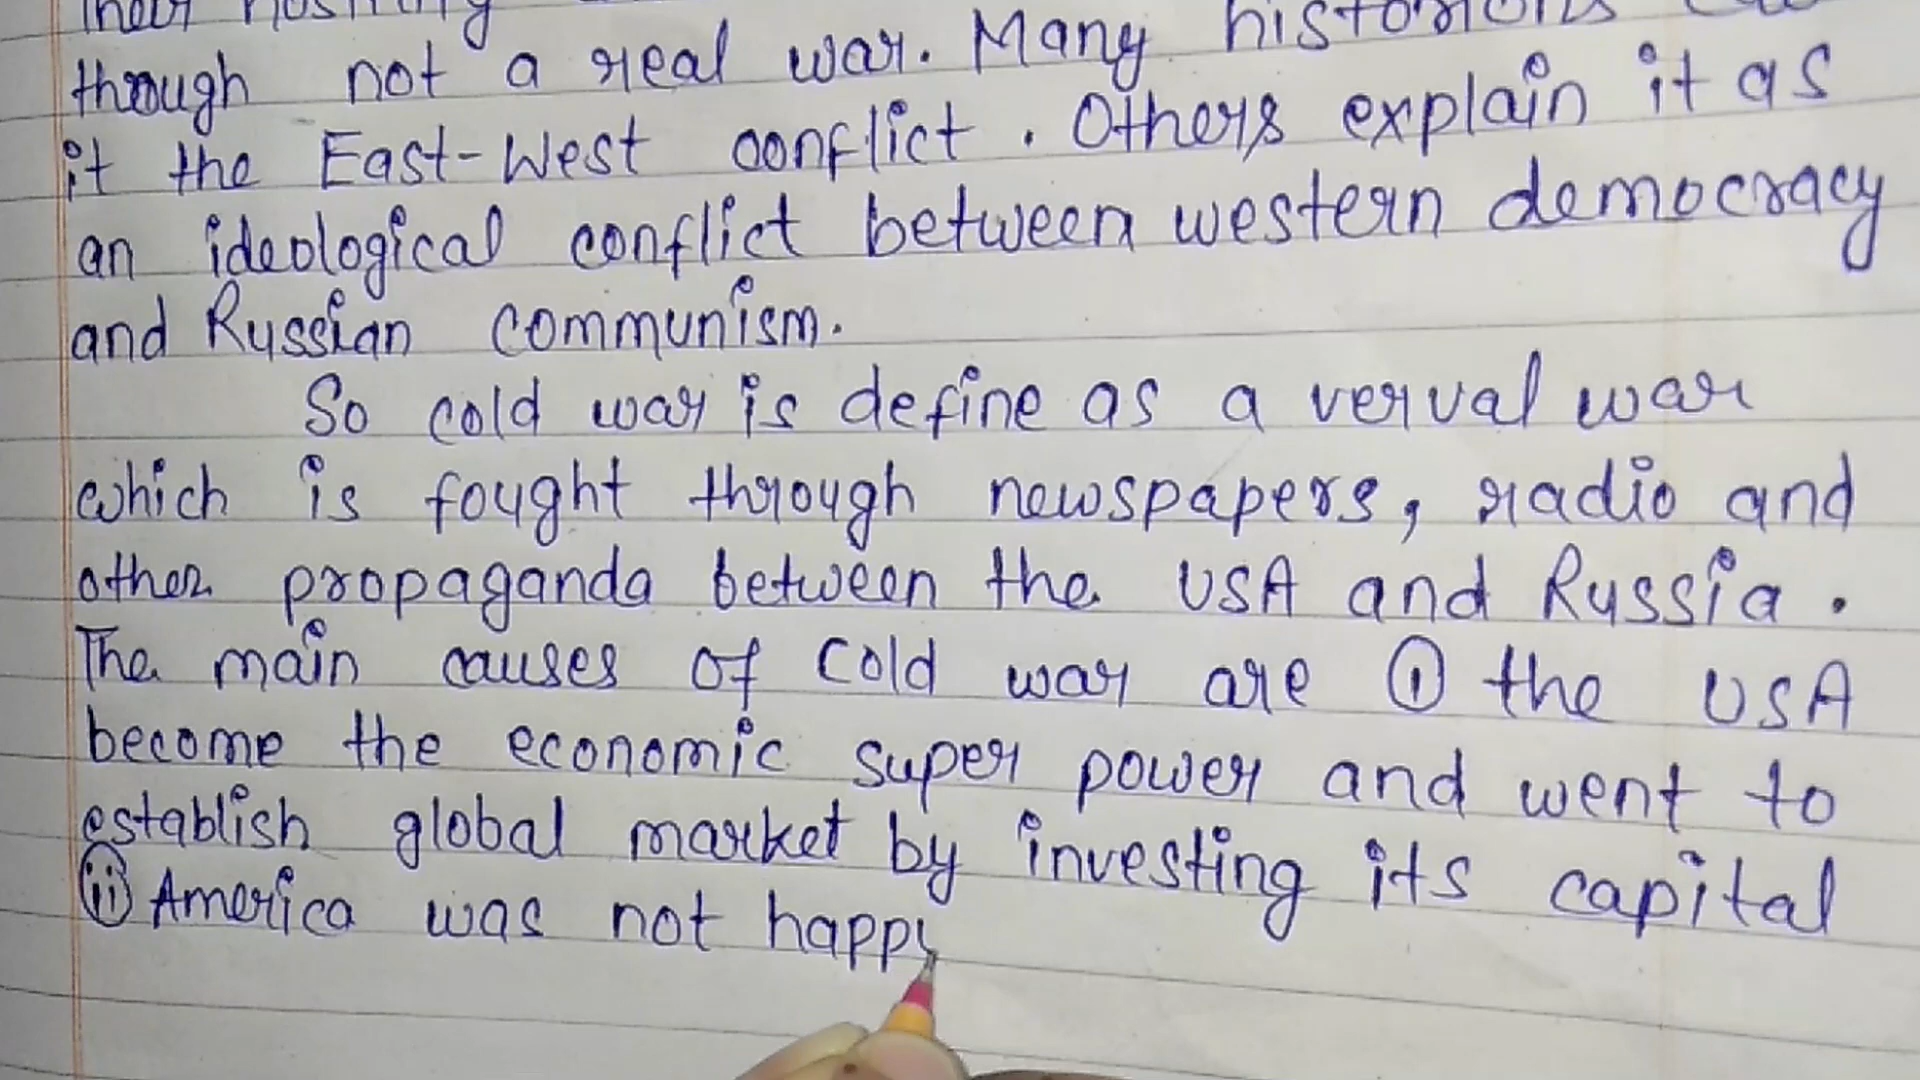 their
though not a real war. Many historians
it the East-West conflict. Others explain it as
an ideological conflict between western democracy
and Russian communism.
So cold war is define as a verval war
which is fought through newspapers, radio and
other propaganda between the USA and Russia.
The main causes of cold war are (i) the USA
become the economic super power and went to
establish global market by investing its capital
(ii) America was not happy